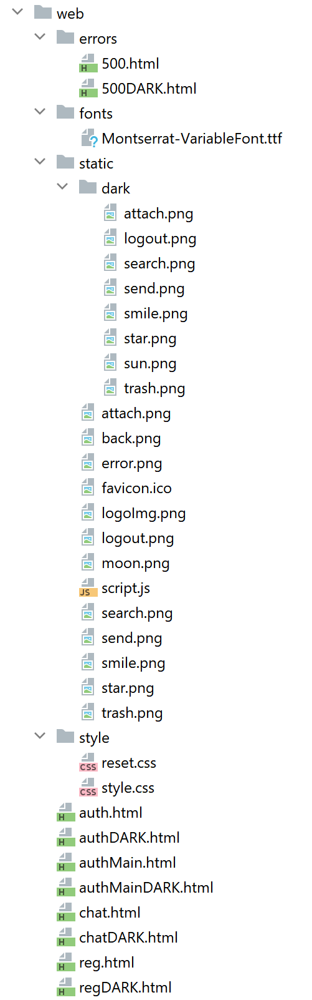 web
errors
500.html
500DARK.html
fonts
Montserrat-VariableFont.ttf
static
dark
attach.png
logout.png
search.png
send.png
smile.png
star.png
sun.png
trash.png
attach.png
back.png
error.png
favicon.ico
logoImg.png
logout.png
moon.png
script.js
search.png
send.png
smile.png
star.png
trash.png
style
reset.css
style.css
auth.html
authDARK.html
authMain.html
authMainDARK.html
chat.html
chatDARK.html
reg.html
regDARK.html